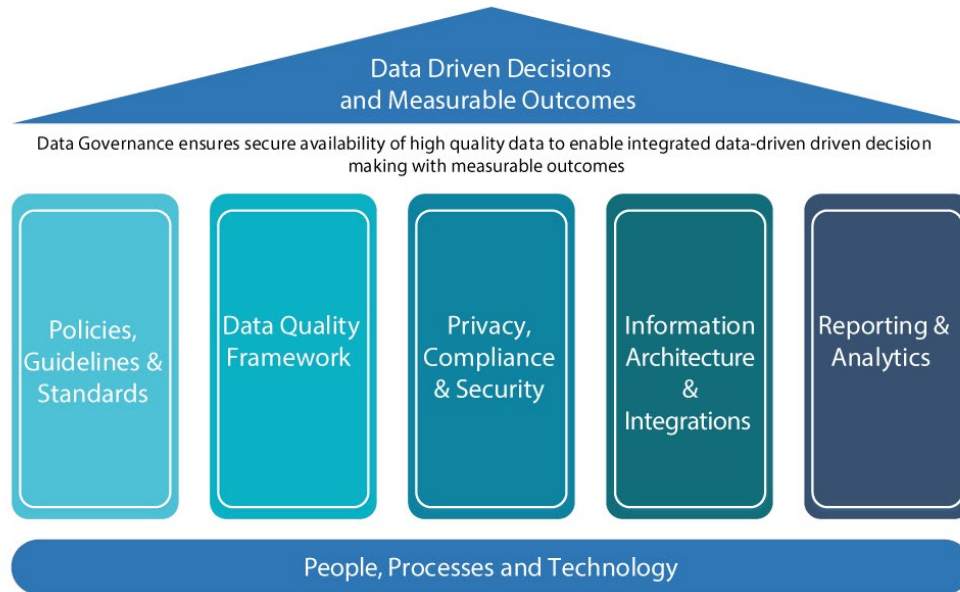 Data Driven Decisions
and Measurable Outcomes
Data Governance ensures secure availability of high quality data to enable integrated data-driven driven decision
making with measurable outcomes
Policies,
Guidelines &
Standards
Data Quality
Framework
Privacy,
Compliance
& Security
Information
Architecture
&
Integrations
Reporting &
Analytics
People, Processes and Technology